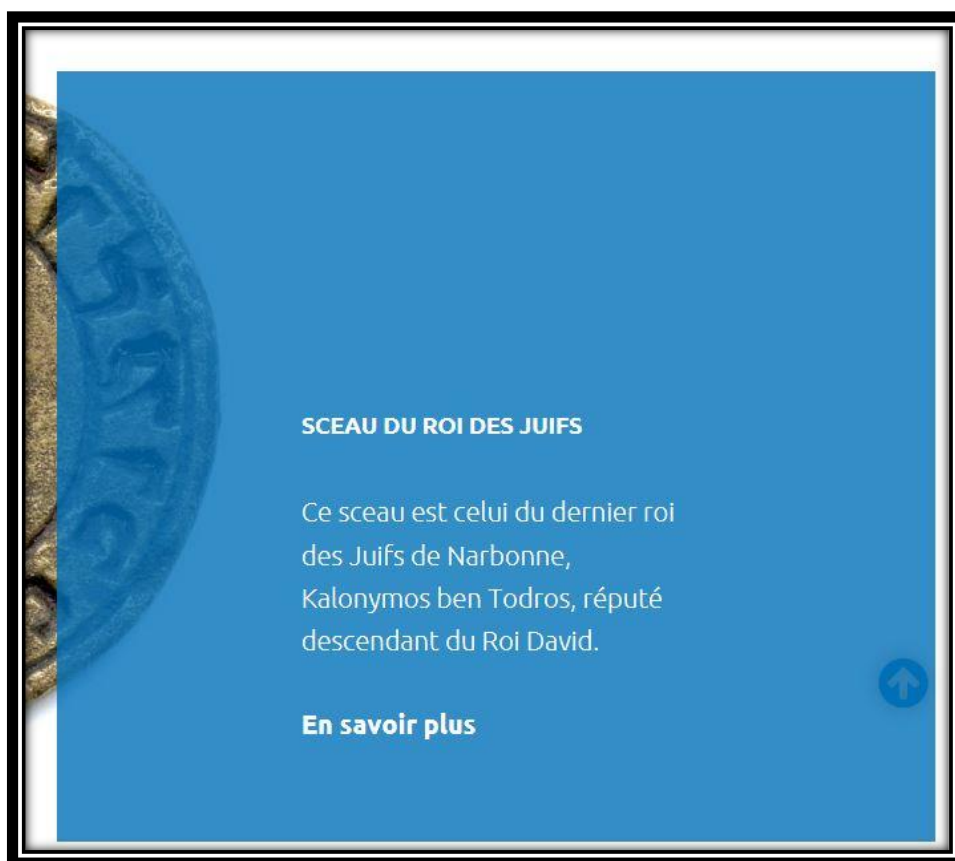 SCEAU DU ROI DES JUIFS
Ce sceau est celui du dernier roi
des Juifs de Narbonne,
Kalonymos ben Todros, réputé
descendant du Roi David.
En savoir plus